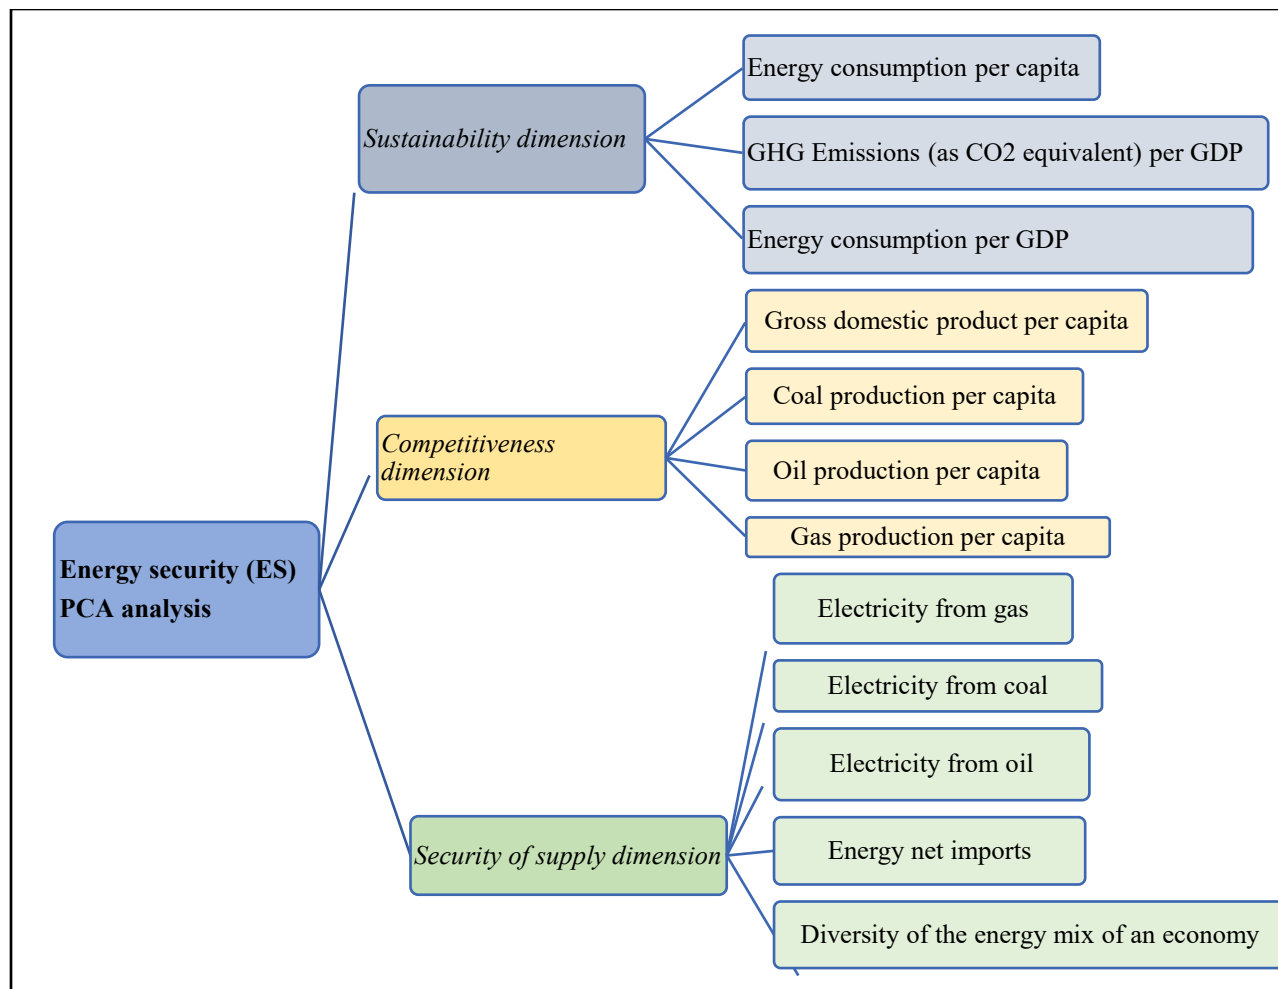 Energy consumption per capita
Sustainability dimension
GHG Emissions (as CO2 equivalent) per GDP
Energy consumption per GDP
Gross domestic product per capita
Coal production per capita
Competitiveness
dimension
Oil production per capita
Gas production per capita
Energy security (ES)
PCA analysis
Electricity from gas
Electricity from coal
Electricity from oil
Security of supply dimension
Energy net imports
Diversity of the energy mix of an economy